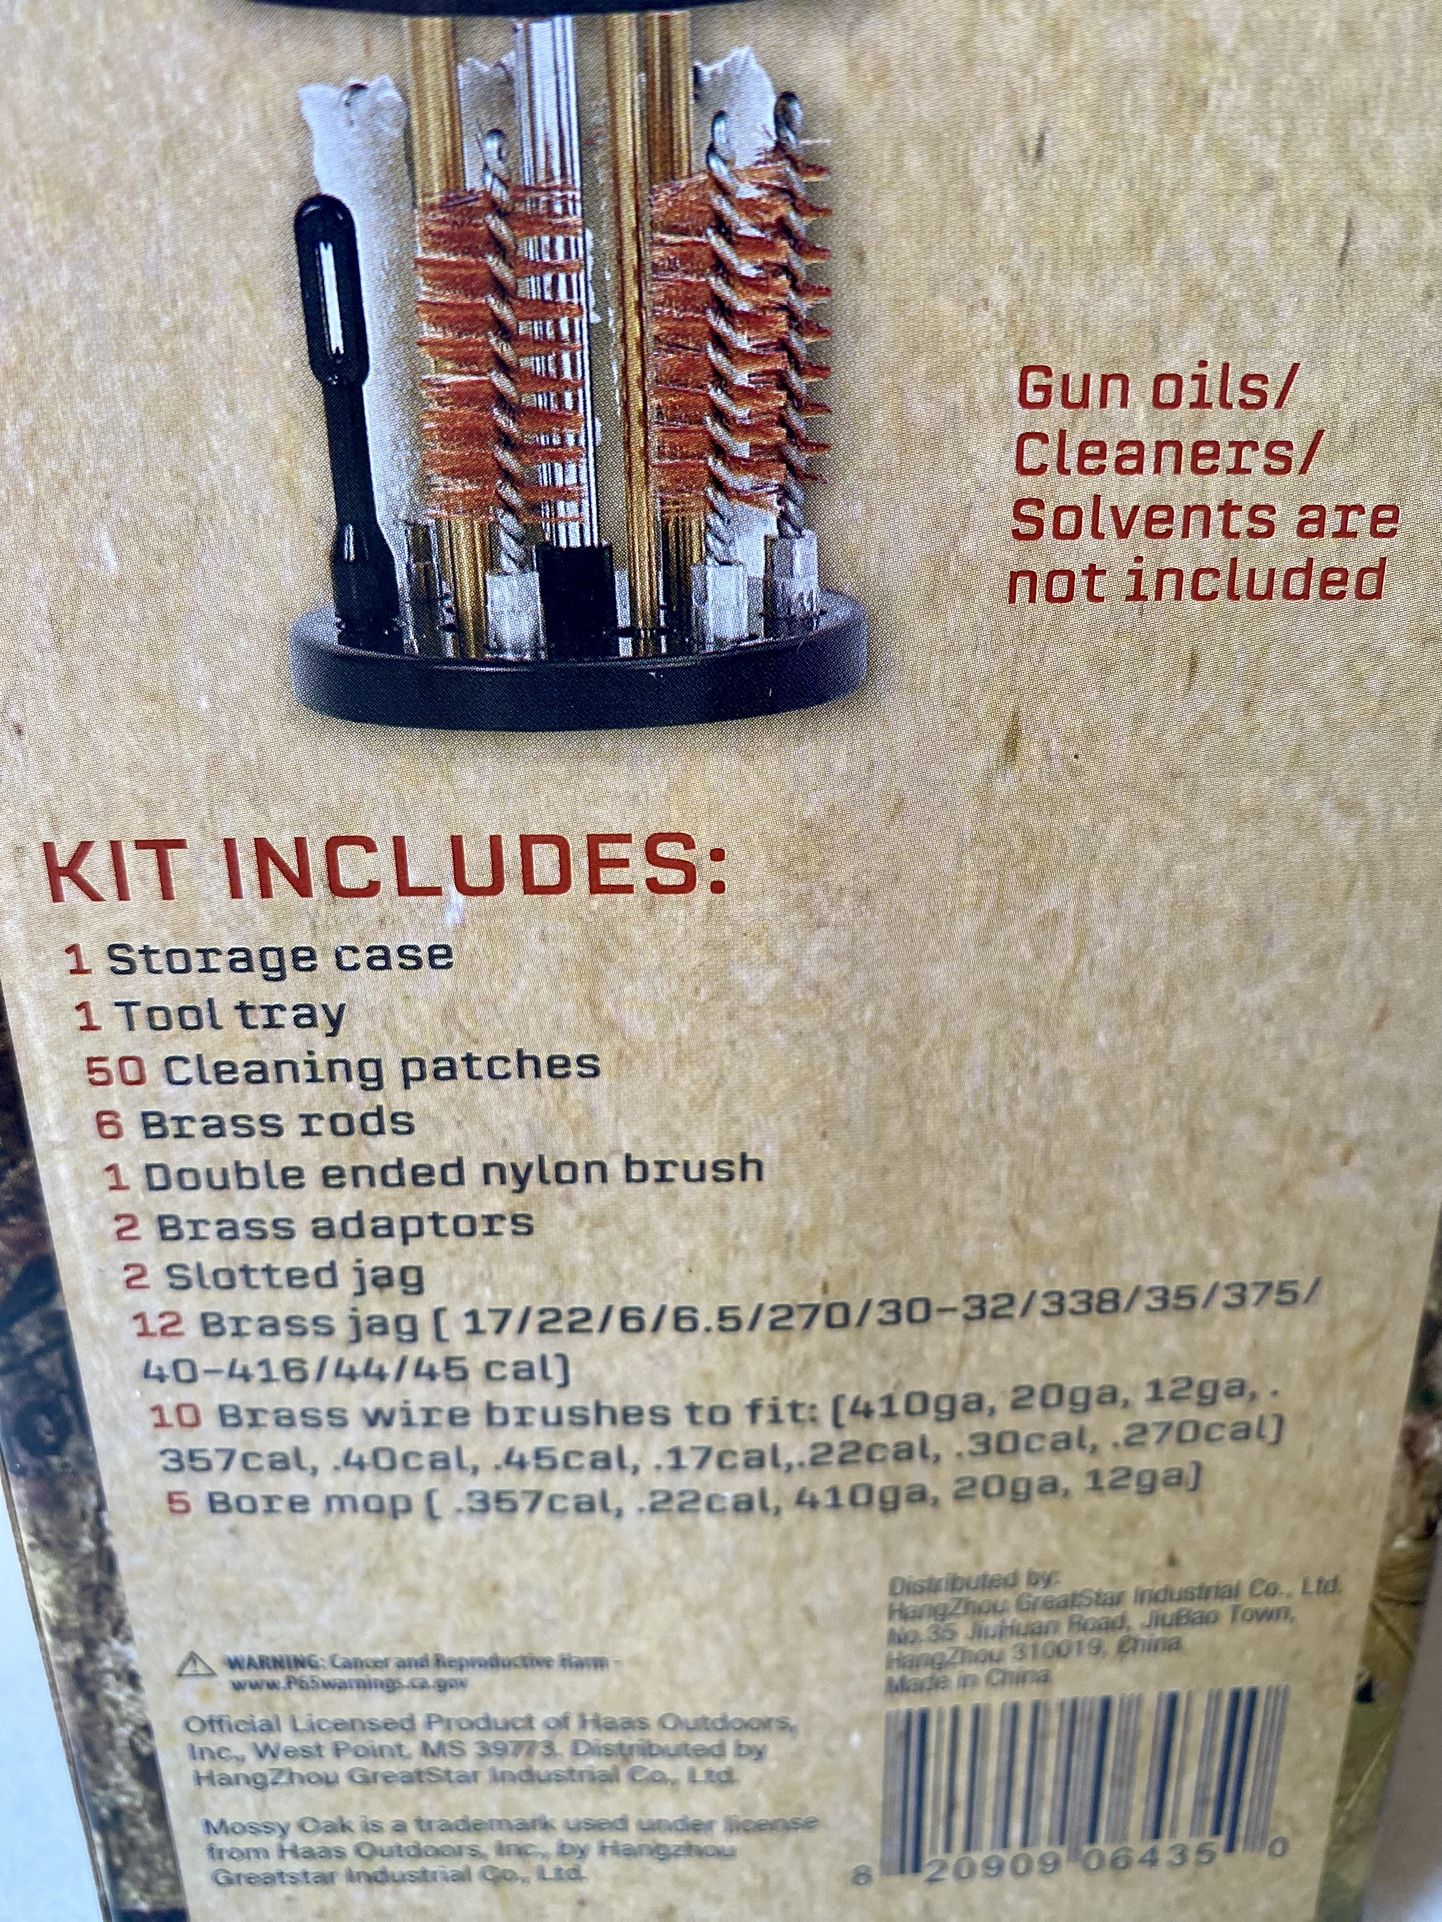 Gun oils/
Cleaners/
Solvents are
not included
KIT INCLUDES:
1 Storage case
1 Tool tray
50 Cleaning patches
6 Brass rods
1 Double ended nylon brush
2 Brass adaptors
2 Slotted jag
12 Brass jag ( 17/22/6/6.5/270/30-32/338/35/375/
40-416/44/45 cal)
10 Brass wire brushes to fit: (410ga, 20ga, 12ga, .
357cal, .40cal, .45cal, .17cal,.22cal, .30cal, .270cal)
5 Bore mop ( .357cal, .22cal, 410ga, 20ga, 12ga)
Distributed by:
HangZhou GreatStar Industrial Co., Ltd.
No.35 JiuHuan Road, JiuBao Town,
HangZhou 310019, China
Made in China
WARNING: Cancer and Reproductive Harm -
www.P65warnings.ca.gov
Official Licensed Product of Haas Outdoors,
Inc., West Point, MS 39773. Distributed by
HangZhou GreatStar Industrial Co., Ltd.
Mossy Oak is a trademark used under license
from Haas Outdoors, Inc., by Hangzhou
Greatstar Industrial Co., Ltd.
8 20909 06435 0